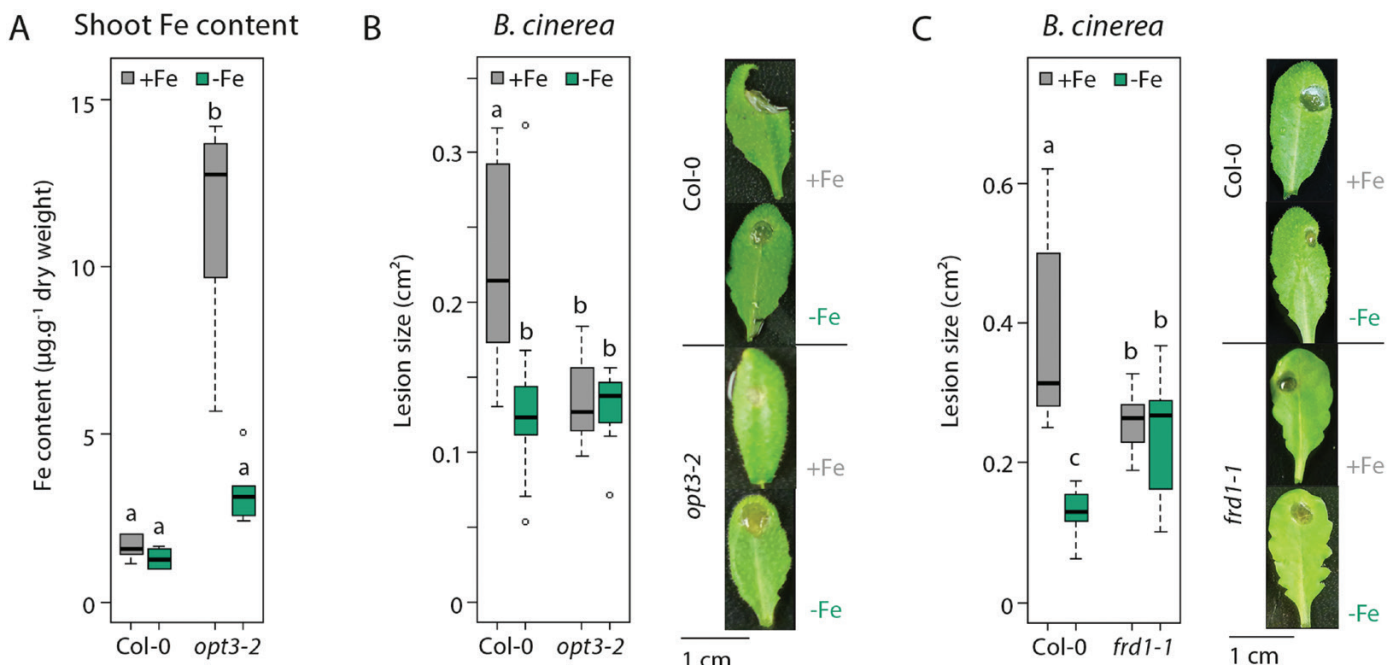 A Shoot Fe content
+Fe -Fe
Fe content (µg.g⁻¹ dry weight)
15
10
5
0
a a b a
Col-0 opt3-2
B B. cinerea
+Fe -Fe
Lesion size (cm²)
0.3
0.2
0.1
0
a b b b
Col-0 opt3-2
Col-0
+Fe
-Fe
opt3-2
+Fe
-Fe
1 cm
C B. cinerea
+Fe -Fe
Lesion size (cm²)
0.6
0.4
0.2
0
a c b b
Col-0 frd1-1
Col-0
+Fe
-Fe
frd1-1
+Fe
-Fe
1 cm